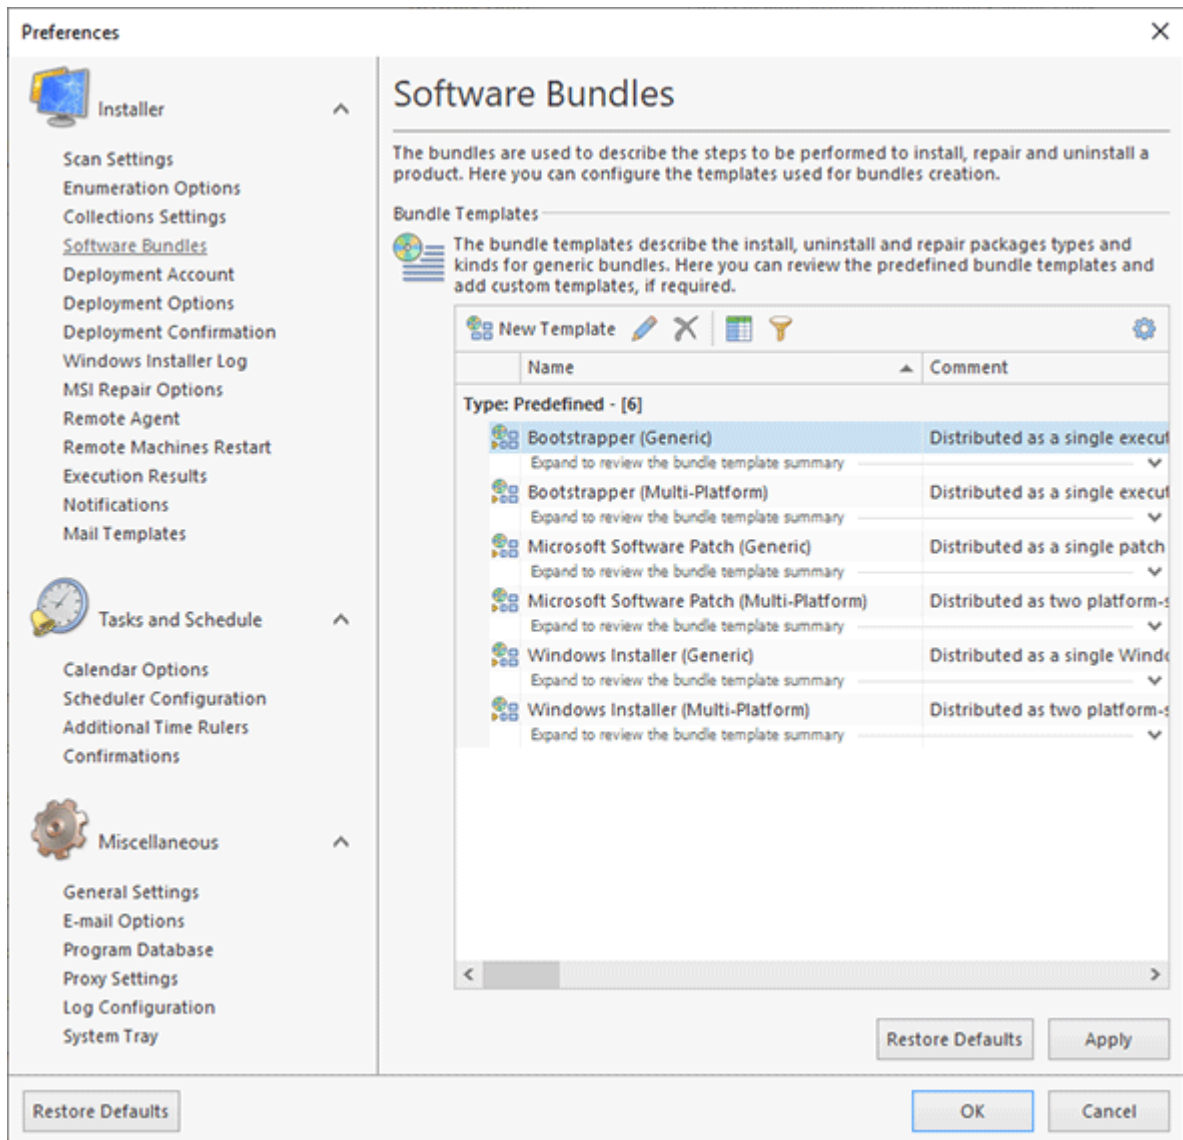 Preferences
Installer
Scan Settings
Enumeration Options
Collections Settings
Software Bundles
Deployment Account
Deployment Options
Deployment Confirmation
Windows Installer Log
MSI Repair Options
Remote Agent
Remote Machines Restart
Execution Results
Notifications
Mail Templates
Tasks and Schedule
Calendar Options
Scheduler Configuration
Additional Time Rulers
Confirmations
Miscellaneous
General Settings
E-mail Options
Program Database
Proxy Settings
Log Configuration
System Tray
Software Bundles
The bundles are used to describe the steps to be performed to install, repair and uninstall a
product. Here you can configure the templates used for bundles creation.
Bundle Templates
The bundle templates describe the install, uninstall and repair packages types and
kinds for generic bundles. Here you can review the predefined bundle templates and
add custom templates, if required.
New Template
Name Comment
Type: Predefined - [6]
Bootstrapper (Generic) Distributed as a single execut
Expand to review the bundle template summary
Bootstrapper (Multi-Platform) Distributed as a single execut
Expand to review the bundle template summary
Microsoft Software Patch (Generic) Distributed as a single patch
Expand to review the bundle template summary
Microsoft Software Patch (Multi-Platform) Distributed as two platform-s
Expand to review the bundle template summary
Windows Installer (Generic) Distributed as a single Windo
Expand to review the bundle template summary
Windows Installer (Multi-Platform) Distributed as two platform-s
Expand to review the bundle template summary
Restore Defaults Apply
Restore Defaults OK Cancel